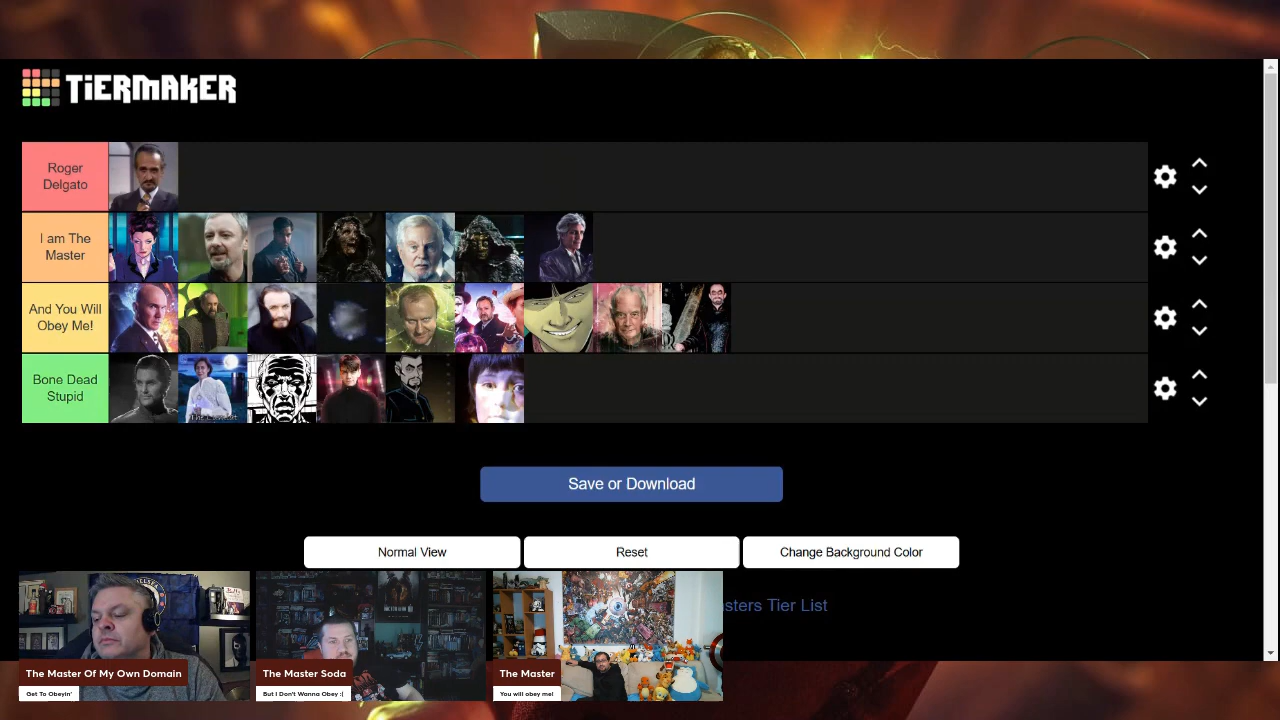 TiERMAKER
Roger
Delgato
I am The
Master
And You Will
Obey Me!
Bone Dead
Stupid
Save or Download
Normal View
Reset
Change Background Color
sters Tier List
The Master Of My Own Domain
Get To Obeyin'
The Master Soda
But I Don't Wanna Obey :(
The Master
You will obey me!